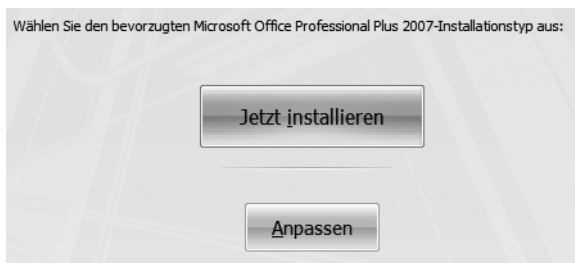 Wählen Sie den bevorzugten Microsoft Office Professional Plus 2007-Installationstyp aus:
Jetzt installieren
Anpassen